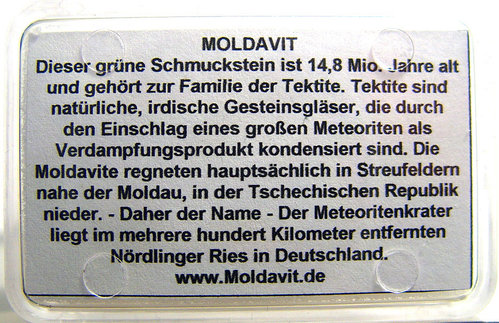 MOLDAVIT
Dieser grüne Schmuckstein ist 14,8 Mio. Jahre alt
und gehört zur Familie der Tektite. Tektite sind
natürliche, irdische Gesteinsgläser, die durch
den Einschlag eines großen Meteoriten als
Verdampfungsprodukt kondensiert sind. Die
Moldavite regneten hauptsächlich in Streufeldern
nahe der Moldau, in der Tschechischen Republik
nieder. - Daher der Name - Der Meteoritenkrater
liegt im mehrere hundert Kilometer entfernten
Nördlinger Ries in Deutschland.
www.Moldavit.de